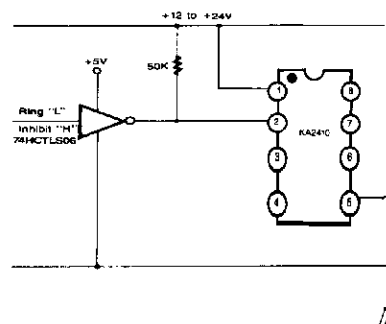 +12 to +24V
+5V
50K
Ring "L"
Inhibit "H"
74HCTLS06
KA2410
1
2
3
4
8
7
6
5